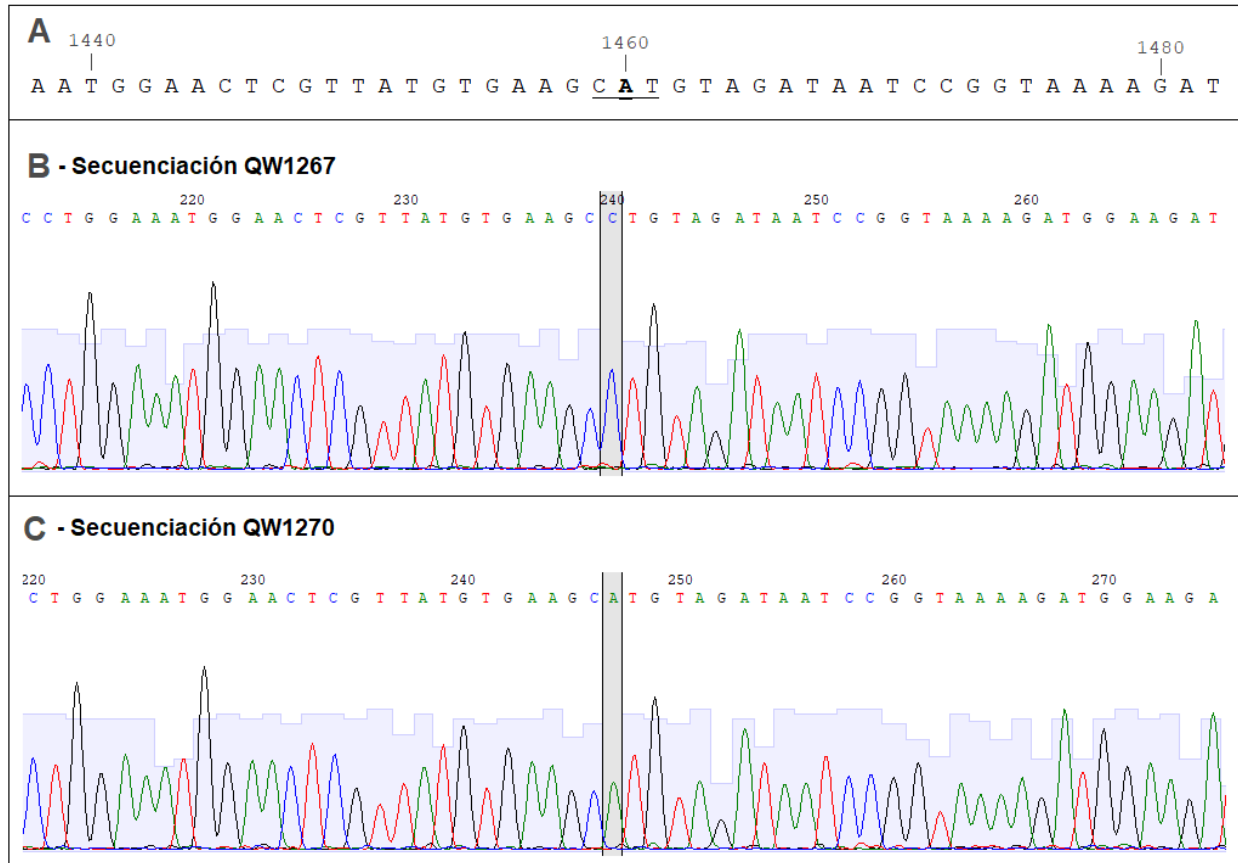 A
1440 1460 1480
A A T G G A A C T C G T T A T G T G A A G C A T G T A G A T A A T C C G G T A A A A G A T
B - Secuenciación QW1267
220 230 240 250 260
C C T G G A A A T G G A A C T C G T T A T G T G A A G C C T G T A G A T A A T C C G G T A A A A G A T G G A A G A T
C - Secuenciación QW1270
220 230 240 250 260 270
C T G G A A A T G G A A C T C G T T A T G T G A A G C A T G T A G A T A A T C C G G T A A A A G A T G G A A G A